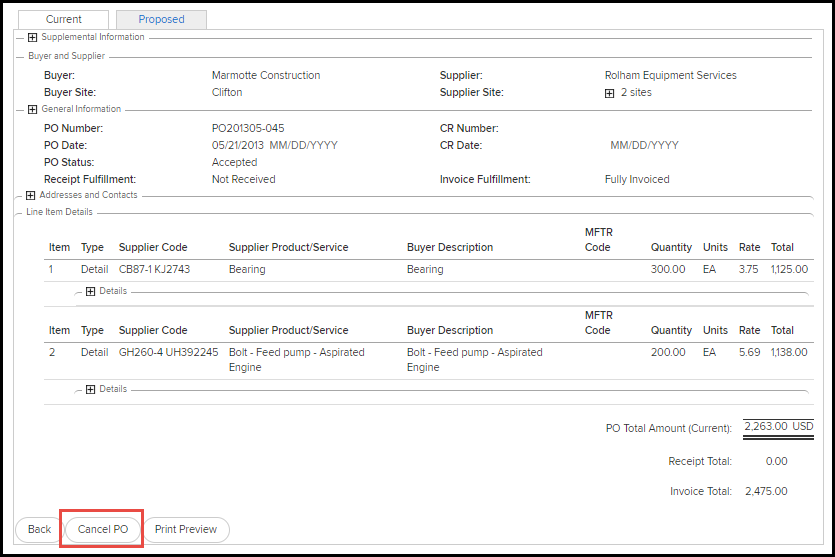 Current Proposed
Supplemental Information
Buyer and Supplier
Buyer: Marmotte Construction Supplier: Rolham Equipment Services
Buyer Site: Clifton Supplier Site: 2 sites
General Information
PO Number: PO201305-045 CR Number:
PO Date: 05/21/2013 MM/DD/YYYY CR Date: MM/DD/YYYY
PO Status: Accepted
Receipt Fulfillment: Not Received Invoice Fulfillment: Fully Invoiced
Addresses and Contacts
Line Item Details
MFTR
Item Type Supplier Code Supplier Product/Service Buyer Description Code Quantity Units Rate Total
1 Detail CB87-1 KJ2743 Bearing Bearing 300.00 EA 3.75 1,125.00
Details
MFTR
Item Type Supplier Code Supplier Product/Service Buyer Description Code Quantity Units Rate Total
2 Detail GH260-4 UH392245 Bolt - Feed pump - Aspirated Bolt - Feed pump - Aspirated 200.00 EA 5.69 1,138.00
Engine Engine
Details
PO Total Amount (Current): 2,263.00 USD
Receipt Total: 0.00
Invoice Total: 2,475.00
Back Cancel PO Print Preview